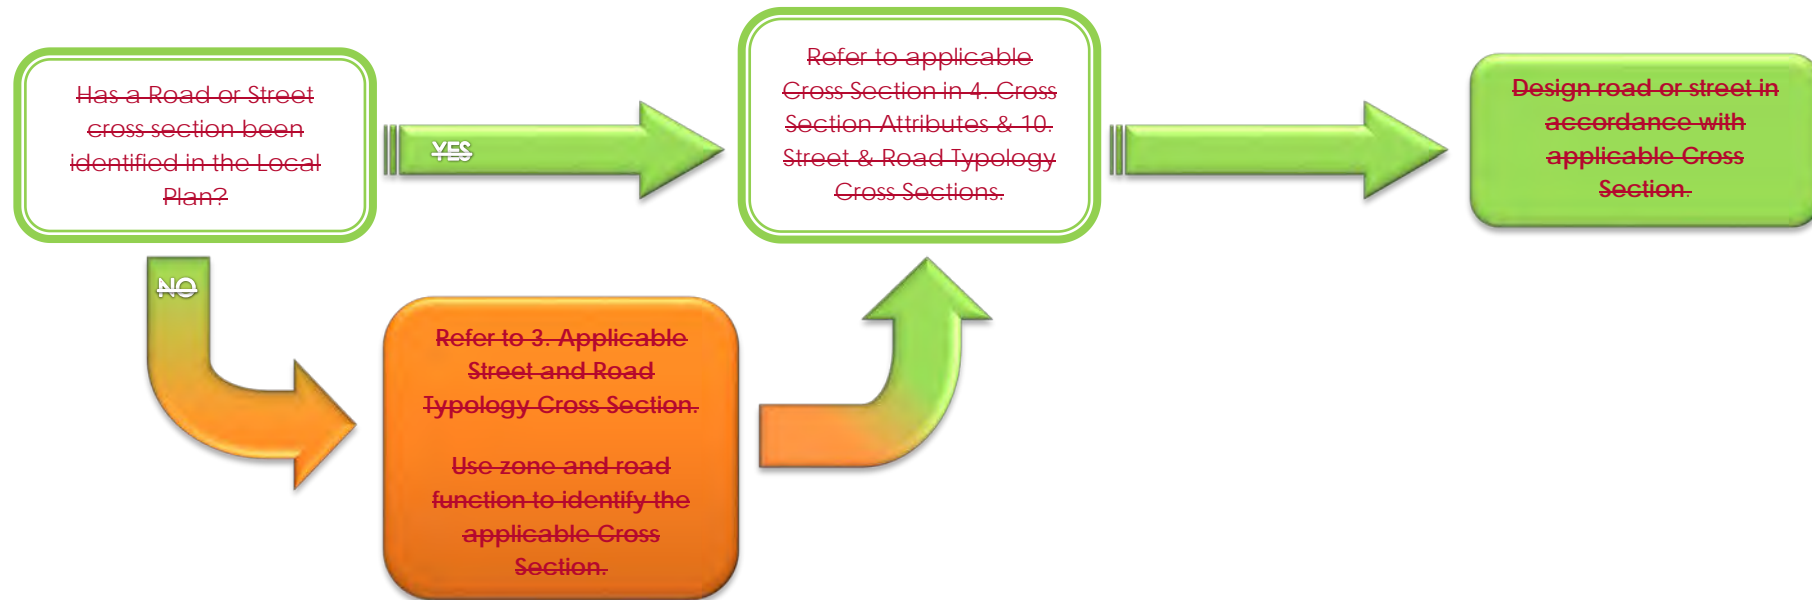 Has a Road or Street
cross section been
identified in the Local
Plan?
YES
Refer to applicable
Cross Section in 4. Cross
Section Attributes & 10.
Street & Road Typology
Cross Sections.
Design road or street in
accordance with
applicable Cross
Section.
NO
Refer to 3. Applicable
Street and Road
Typology Cross Section.
Use zone and road
function to identify the
applicable Cross
Section.